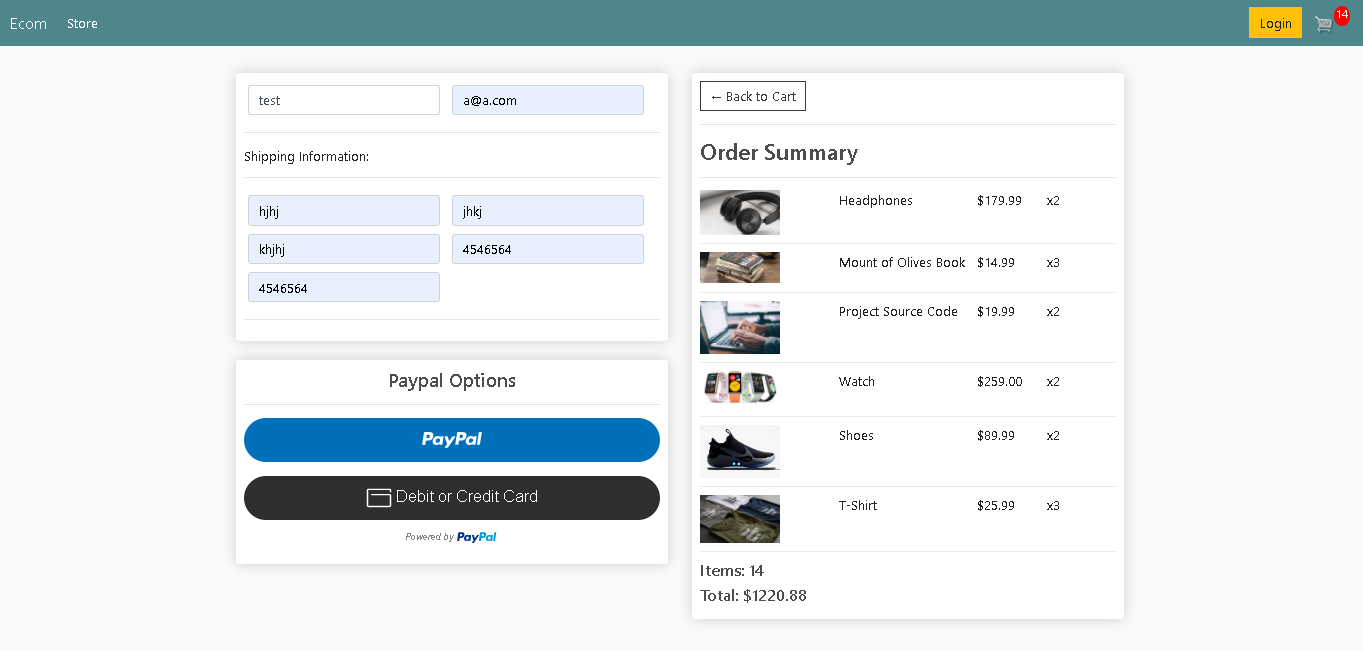 Ecom Store Login 14
test a@a.com
Shipping Information:
hjhj jhkj
khjhj 4546564
4546564
Paypal Options
PayPal
Debit or Credit Card
Powered by PayPal
← Back to Cart
Order Summary
Headphones $179.99 x2
Mount of Olives Book $14.99 x3
Project Source Code $19.99 x2
Watch $259.00 x2
Shoes $89.99 x2
T-Shirt $25.99 x3
Items: 14
Total: $1220.88